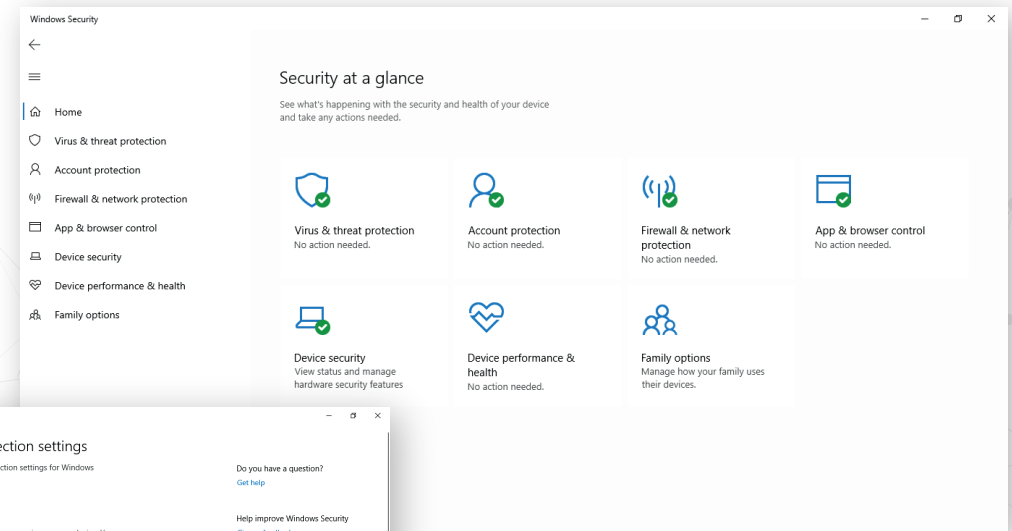 Windows Security
Home
Virus & threat protection
Account protection
Firewall & network protection
App & browser control
Device security
Device performance & health
Family options
Security at a glance
See what's happening with the security and health of your device
and take any actions needed.
Virus & threat protection
No action needed.
Account protection
No action needed.
Firewall & network
protection
No action needed.
App & browser control
No action needed.
Device security
View status and manage
hardware security features
Device performance &
health
No action needed.
Family options
Manage how your family uses
their devices.
ction settings
ction settings for Windows
Do you have a question?
Get help
Help improve Windows Security